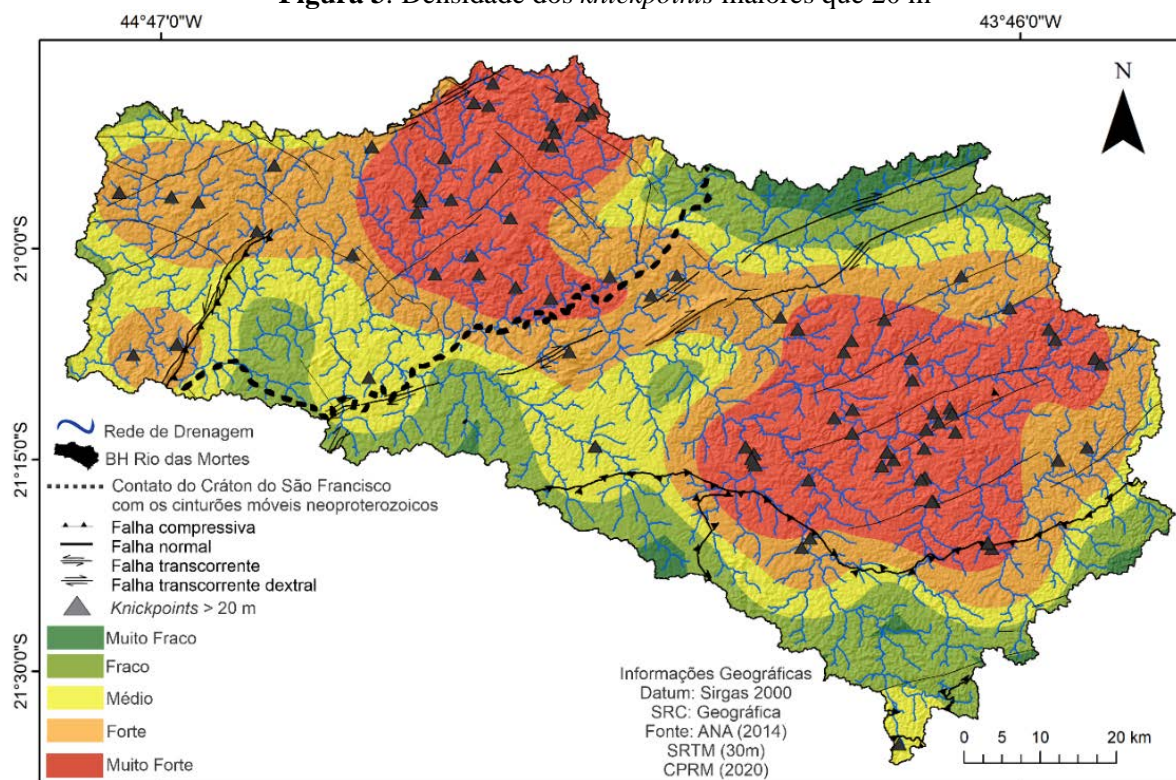 Figura 3. Densidade dos knickpoints maiores que 20 m
44°47'0"W
43°46'0"W
N
21°0'0"S
21°15'0"S
21°30'0"S
Rede de Drenagem
BH Rio das Mortes
Contato do Cráton do São Francisco
com os cinturões móveis neoproterozoicos
Falha compressiva
Falha normal
Falha transcorrente
Falha transcorrente dextral
Knickpoints > 20 m
Muito Fraco
Fraco
Médio
Forte
Muito Forte
Informações Geográficas
Datum: Sirgas 2000
SRC: Geográfica
Fonte: ANA (2014)
SRTM (30m)
CPRM (2020)
0 5 10 20 km